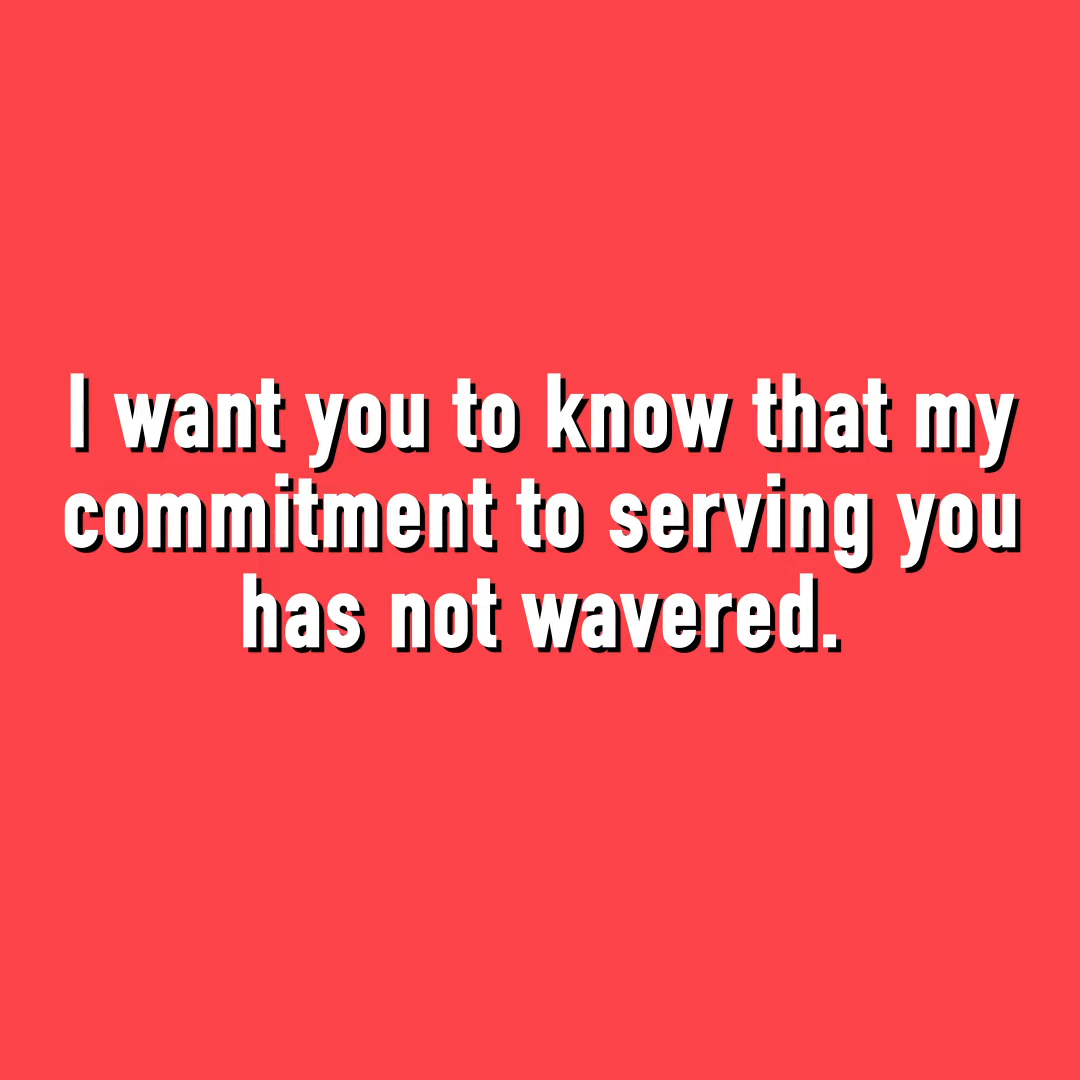 I want you to know that my
commitment to serving you
has not wavered.